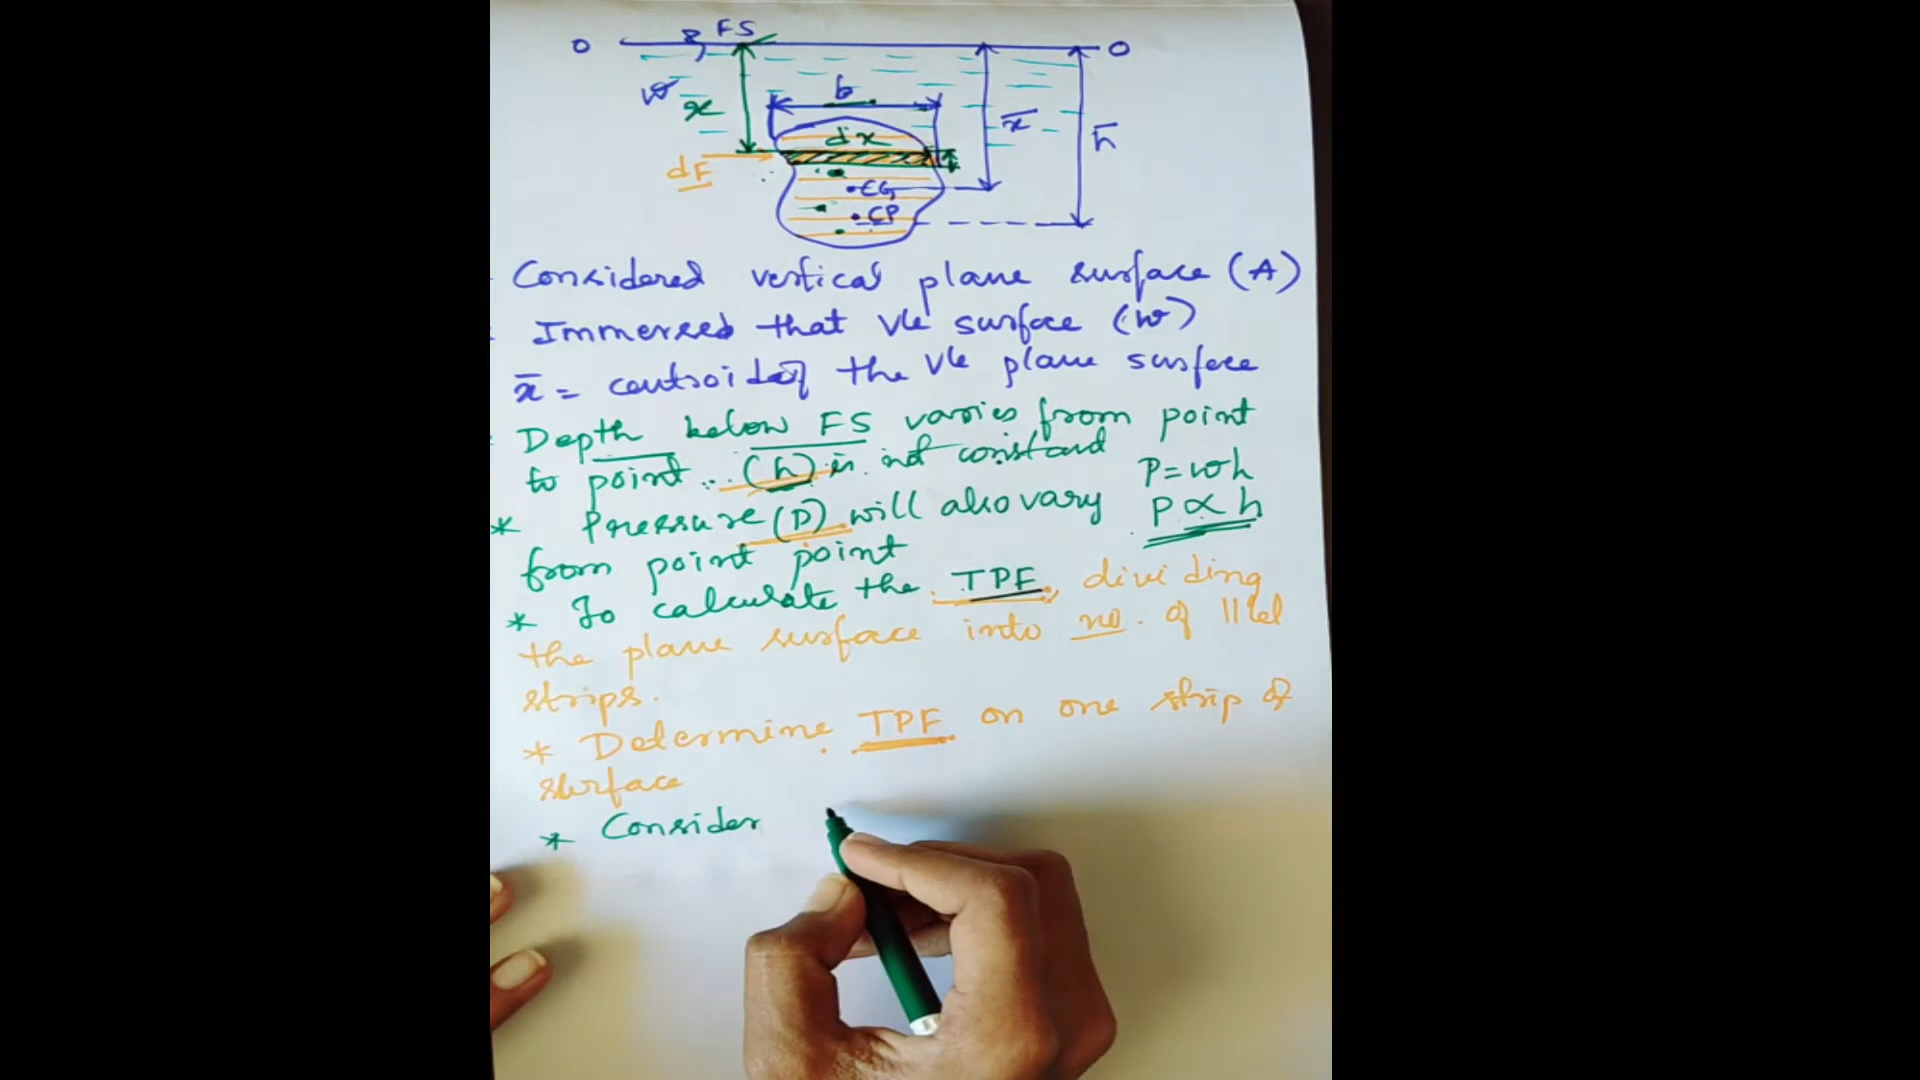 O FS O
w x b x̄ h̄
dx
dF
CG
CP
Considered vertical plane surface (A)
Immersed that Vle surface (w)
x̄ = centroid of the Vle plane surface
Depth below FS varies from point
to point .. (h) is not constant P = wh
* Pressure (P) will also vary P ∝ h
from point point
* To calculate the TPF dividing
the plane surface into no. of llel
strips.
* Determine TPF on one strip of
surface
* Consider